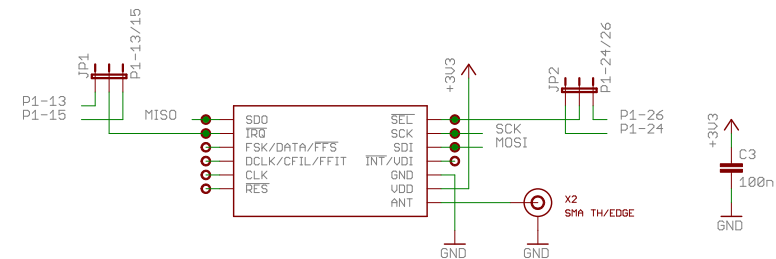 JP1
P1-13/15
P1-13
P1-15
MISO
SDO
IRQ
FSK/DATA/FFS
DCLK/CFIL/FFIT
CLK
RES
SEL
SCK
SDI
INT/VDI
GND
VDD
ANT
+3V3
SCK
MOSI
JP2
P1-24/26
P1-26
P1-24
X2
SMA TH/EDGE
GND
GND
+3V3
C3
100n
GND